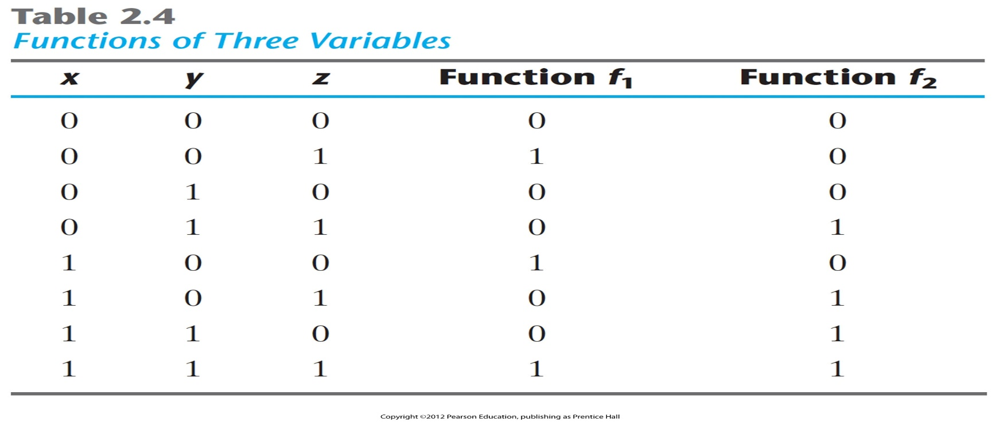 Table 2.4
Functions of Three Variables
x y z Function f1 Function f2
0 0 0 0 0
0 0 1 1 0
0 1 0 0 0
0 1 1 0 1
1 0 0 1 0
1 0 1 0 1
1 1 0 0 1
1 1 1 1 1
Copyright ©2012 Pearson Education, publishing as Prentice Hall